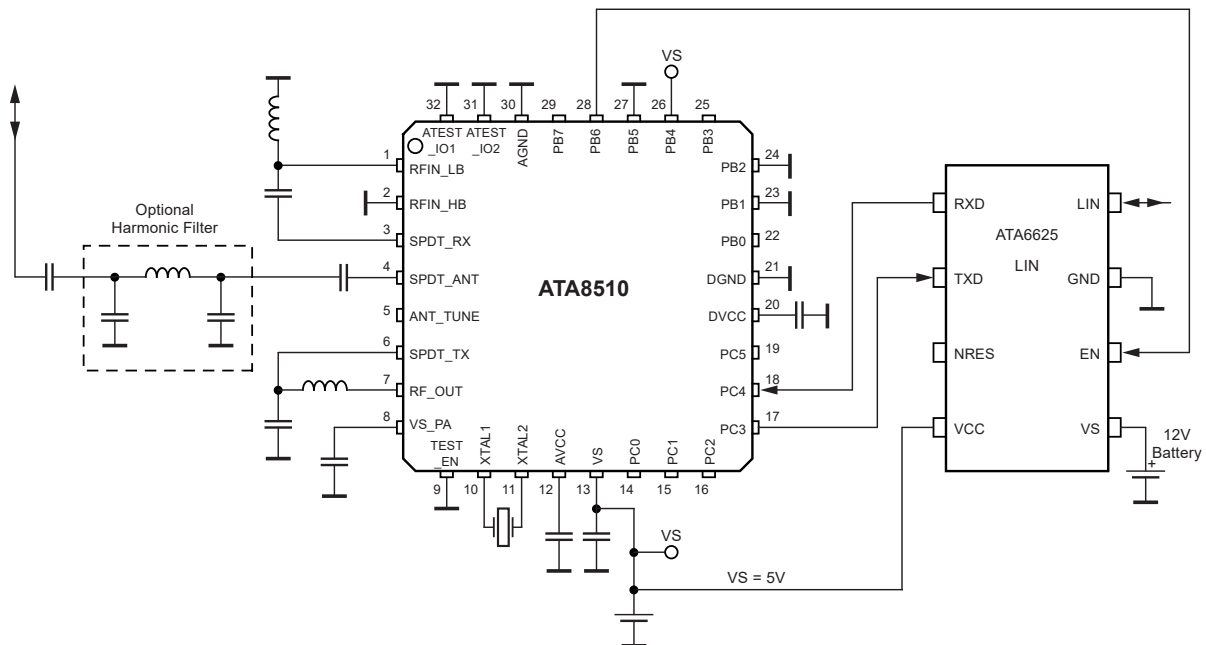 VS
32
31
30
29
28
27
26
25
ATEST
_IO1
ATEST
_IO2
AGND
PB7
PB6
PB5
PB4
PB3
1
RFIN_LB
2
RFIN_HB
3
SPDT_RX
4
SPDT_ANT
5
ANT_TUNE
6
SPDT_TX
7
RF_OUT
8
VS_PA
Optional
Harmonic Filter
ATA8510
PB2
24
PB1
23
PB0
22
DGND
21
DVCC
20
PC5
19
PC4
18
PC3
17
TEST
_EN
XTAL1
XTAL2
AVCC
VS
PC0
PC1
PC2
9
10
11
12
13
14
15
16
VS
VS = 5V
RXD
LIN
ATA6625
LIN
TXD
GND
NRES
EN
VCC
VS
12V
Battery
+